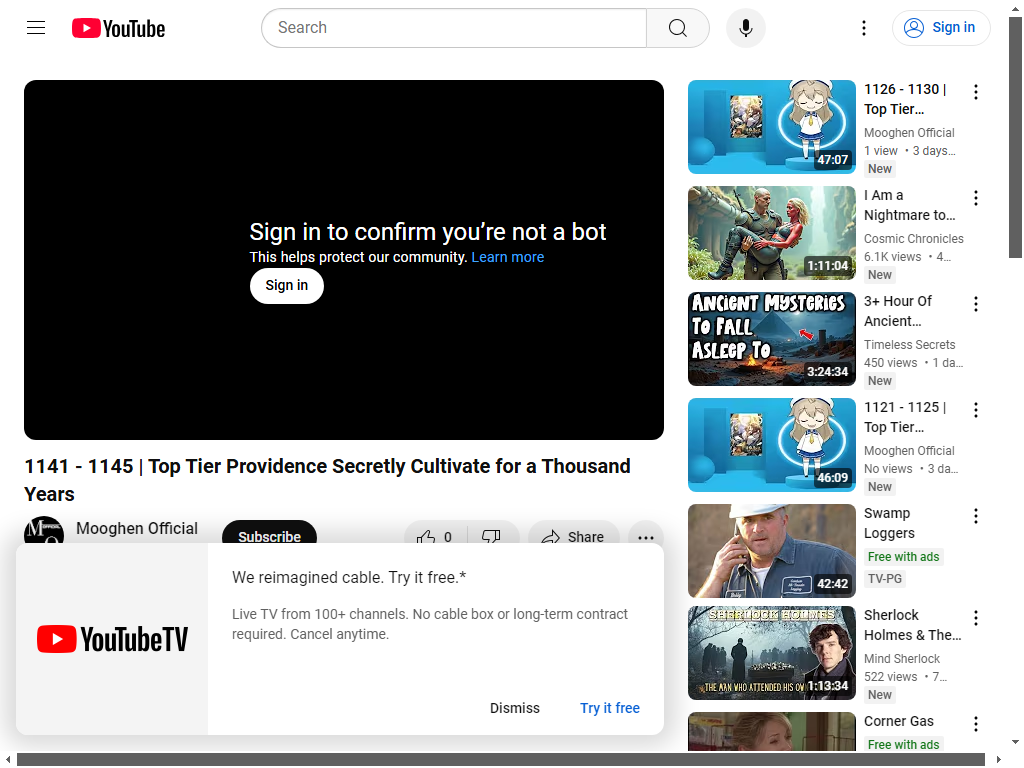 YouTube
Search
Sign in
Sign in to confirm you're not a bot
This helps protect our community. Learn more
Sign in
1141 - 1145 | Top Tier Providence Secretly Cultivate for a Thousand
Years
Mooghen Official
Subscribe
0
Share
YouTubeTV
We reimagined cable. Try it free.*
Live TV from 100+ channels. No cable box or long-term contract
required. Cancel anytime.
Dismiss
Try it free
47:07
1126 - 1130 |
Top Tier...
Mooghen Official
1 view • 3 days...
New
1:11:04
I Am a
Nightmare to...
Cosmic Chronicles
6.1K views • 4...
New
ANCIENT MYSTERIES
TO FALL
ASLEEP TO
3:24:34
3+ Hour Of
Ancient...
Timeless Secrets
450 views • 1 da...
New
46:09
1121 - 1125 |
Top Tier...
Mooghen Official
No views • 3 da...
New
42:42
Swamp
Loggers
Free with ads
TV-PG
SHERLOCK HOLMES
THE MAN WHO ATTENDED HIS OW
1:13:34
Sherlock
Holmes & The...
Mind Sherlock
522 views • 7...
New
Corner Gas
Free with ads